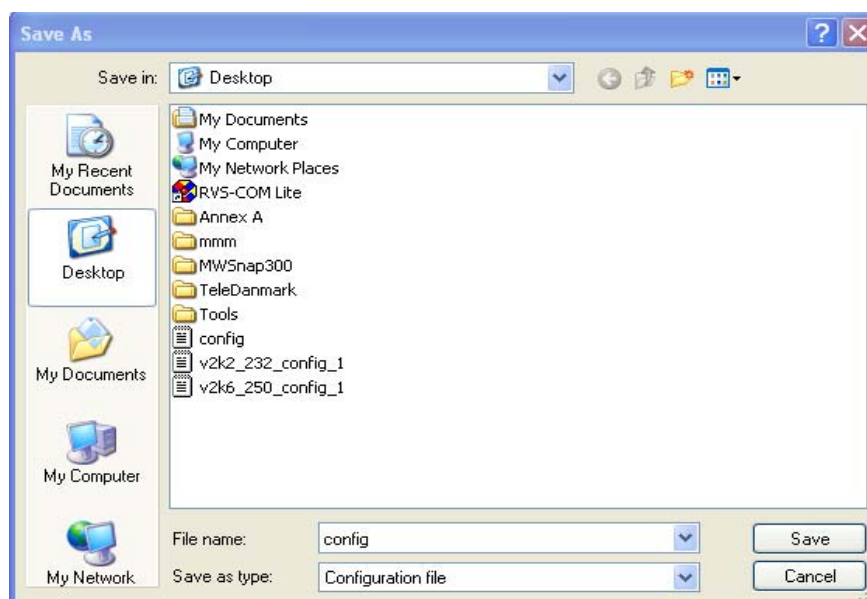 Save As
Save in:
Desktop
My Recent
Documents
Desktop
My Documents
My Computer
My Network
My Documents
My Computer
My Network Places
RVS-COM Lite
Annex A
mmm
MWSnap300
TeleDanmark
Tools
config
v2k2_232_config_1
v2k6_250_config_1
File name:
config
Save
Save as type:
Configuration file
Cancel